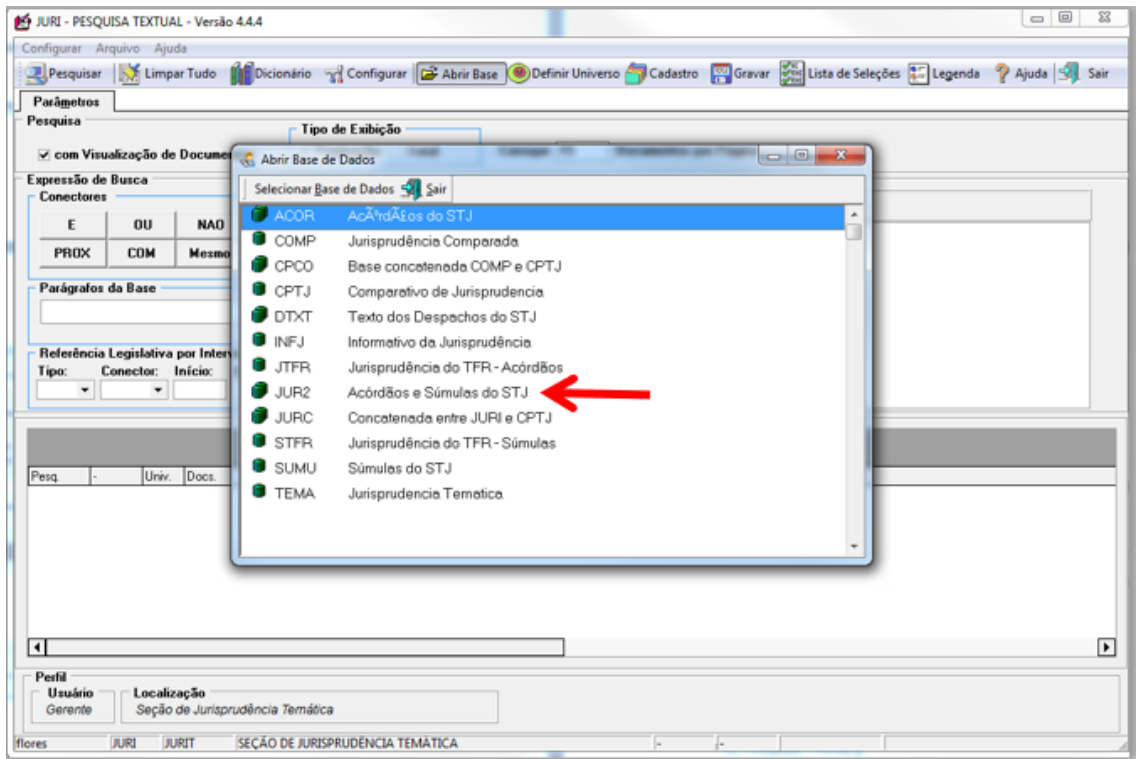 JURI - PESQUISA TEXTUAL - Versão 4.4.4
Configurar Arquivo Ajuda
Pesquisar Limpar Tudo Dicionário Configurar Abrir Base Definir Universo Cadastro Gravar Lista de Seleções Legenda Ajuda Sair
Parâmetros
Pesquisa
Tipo de Exibição
com Visualização de Docume
Abrir Base de Dados
Expressão de Busca
Selecionar Base de Dados Sair
Conectores
E OU NAO
PROX COM Mesmo
Parágrafos da Base
Referência Legislativa por Interv
Tipo: Conector: Início:
ACOR AcÃ³rdÃ£os do STJ
COMP Jurisprudência Comparada
CPCO Base concatenada COMP e CPTJ
CPTJ Comparativo de Jurisprudencia
DTXT Texto dos Despachos do STJ
INFJ Informativo da Jurisprudência
JTFR Jurisprudência do TFR - Acórdãos
JUR2 Acórdãos e Súmulas do STJ
JURC Concatenada entre JURI e CPTJ
STFR Jurisprudência do TFR - Súmulas
SUMU Súmulas do STJ
TEMA Jurisprudencia Tematica
Pesq. - Univ. Docs.
Perfil
Usuário Localização
Gerente Seção de Jurisprudência Temática
flores JURI JURIT SEÇÃO DE JURISPRUDÊNCIA TEMÁTICA - /-